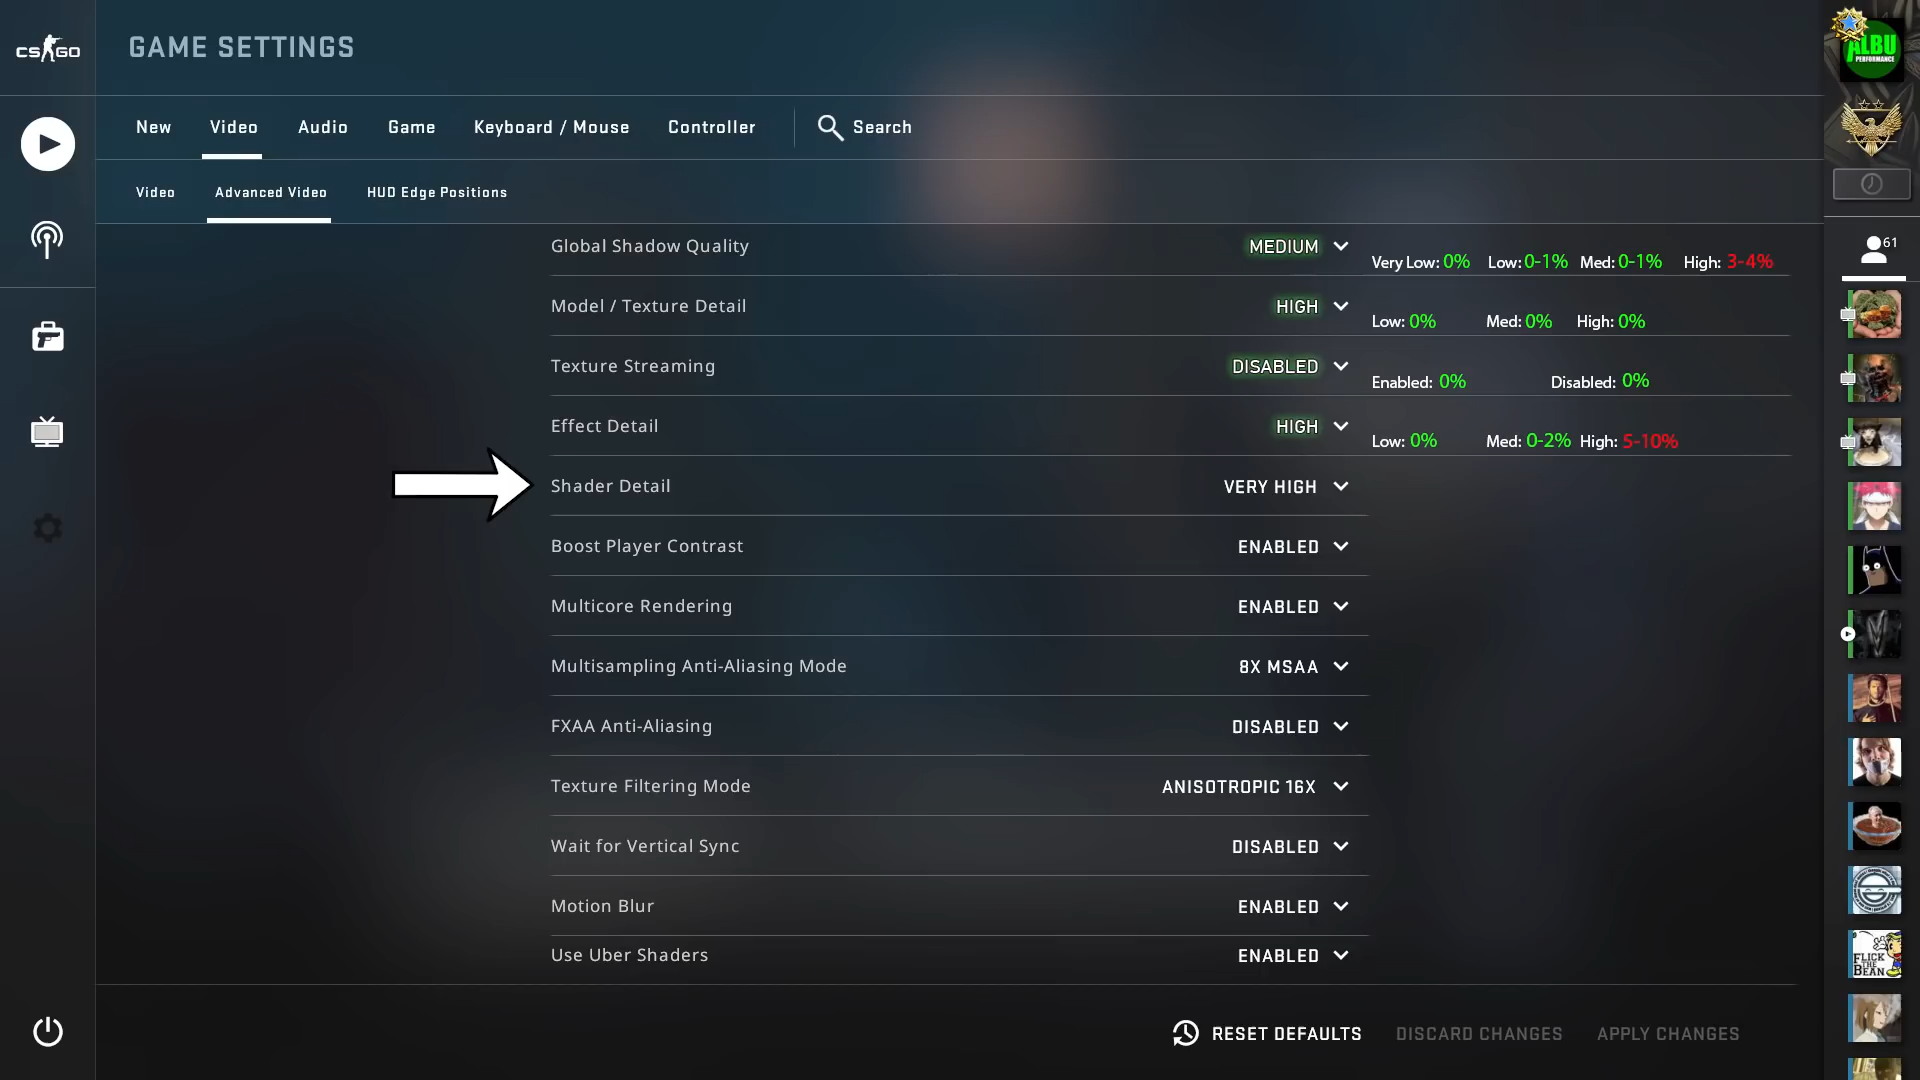 CS GO
GAME SETTINGS
ALBU
PERFORMANCE
New Video Audio Game Keyboard / Mouse Controller Search
Video Advanced Video HUD Edge Positions
61
Global Shadow Quality MEDIUM Very Low: 0% Low: 0-1% Med: 0-1% High: 3-4%
Model / Texture Detail HIGH Low: 0% Med: 0% High: 0%
Texture Streaming DISABLED Enabled: 0% Disabled: 0%
Effect Detail HIGH Low: 0% Med: 0-2% High: 5-10%
Shader Detail VERY HIGH
Boost Player Contrast ENABLED
Multicore Rendering ENABLED
Multisampling Anti-Aliasing Mode 8X MSAA
FXAA Anti-Aliasing DISABLED
Texture Filtering Mode ANISOTROPIC 16X
Wait for Vertical Sync DISABLED
Motion Blur ENABLED
Use Uber Shaders ENABLED
FLICK
THE
BEAN
RESET DEFAULTS DISCARD CHANGES APPLY CHANGES